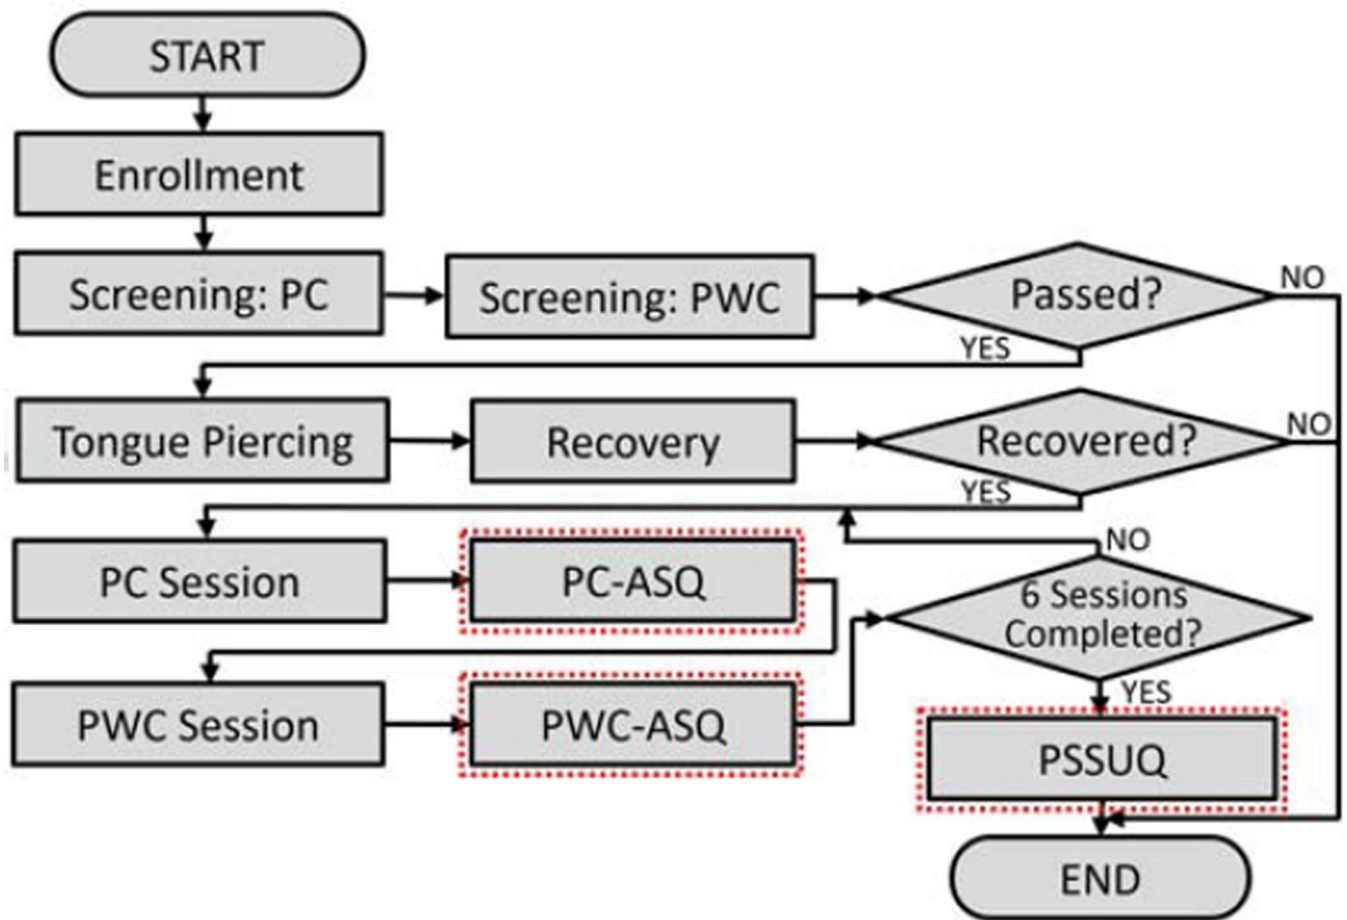 START
Enrollment
Screening: PC
Screening: PWC
Passed?
NO
YES
Tongue Piercing
Recovery
Recovered?
NO
YES
PC Session
PC-ASQ
NO
6 Sessions
Completed?
YES
PWC Session
PWC-ASQ
PSSUQ
END